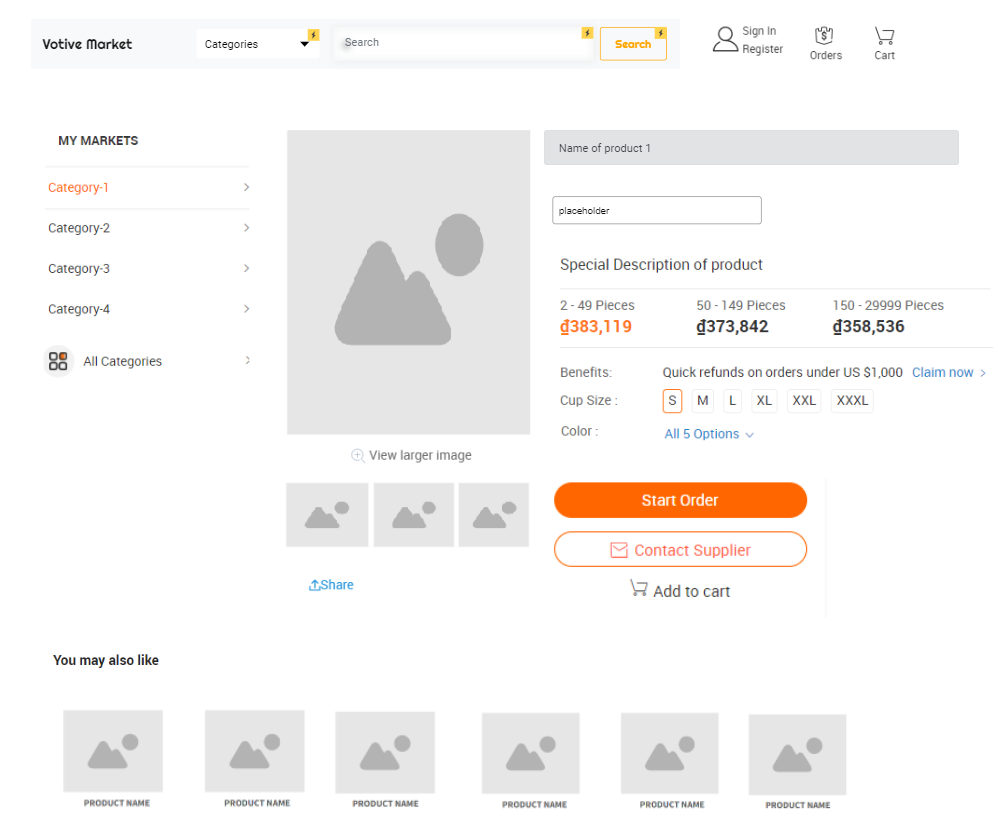 Votive Market
Categories
Search
Search
Sign In
Register
Orders
Cart
MY MARKETS
Category-1
Category-2
Category-3
Category-4
All Categories
View larger image
Share
Name of product 1
placeholder
Special Description of product
2 - 49 Pieces 50 - 149 Pieces 150 - 29999 Pieces
₫383,119 ₫373,842 ₫358,536
Benefits: Quick refunds on orders under US $1,000 Claim now >
Cup Size : S M L XL XXL XXXL
Color : All 5 Options
Start Order
Contact Supplier
Add to cart
You may also like
PRODUCT NAME PRODUCT NAME PRODUCT NAME PRODUCT NAME PRODUCT NAME PRODUCT NAME